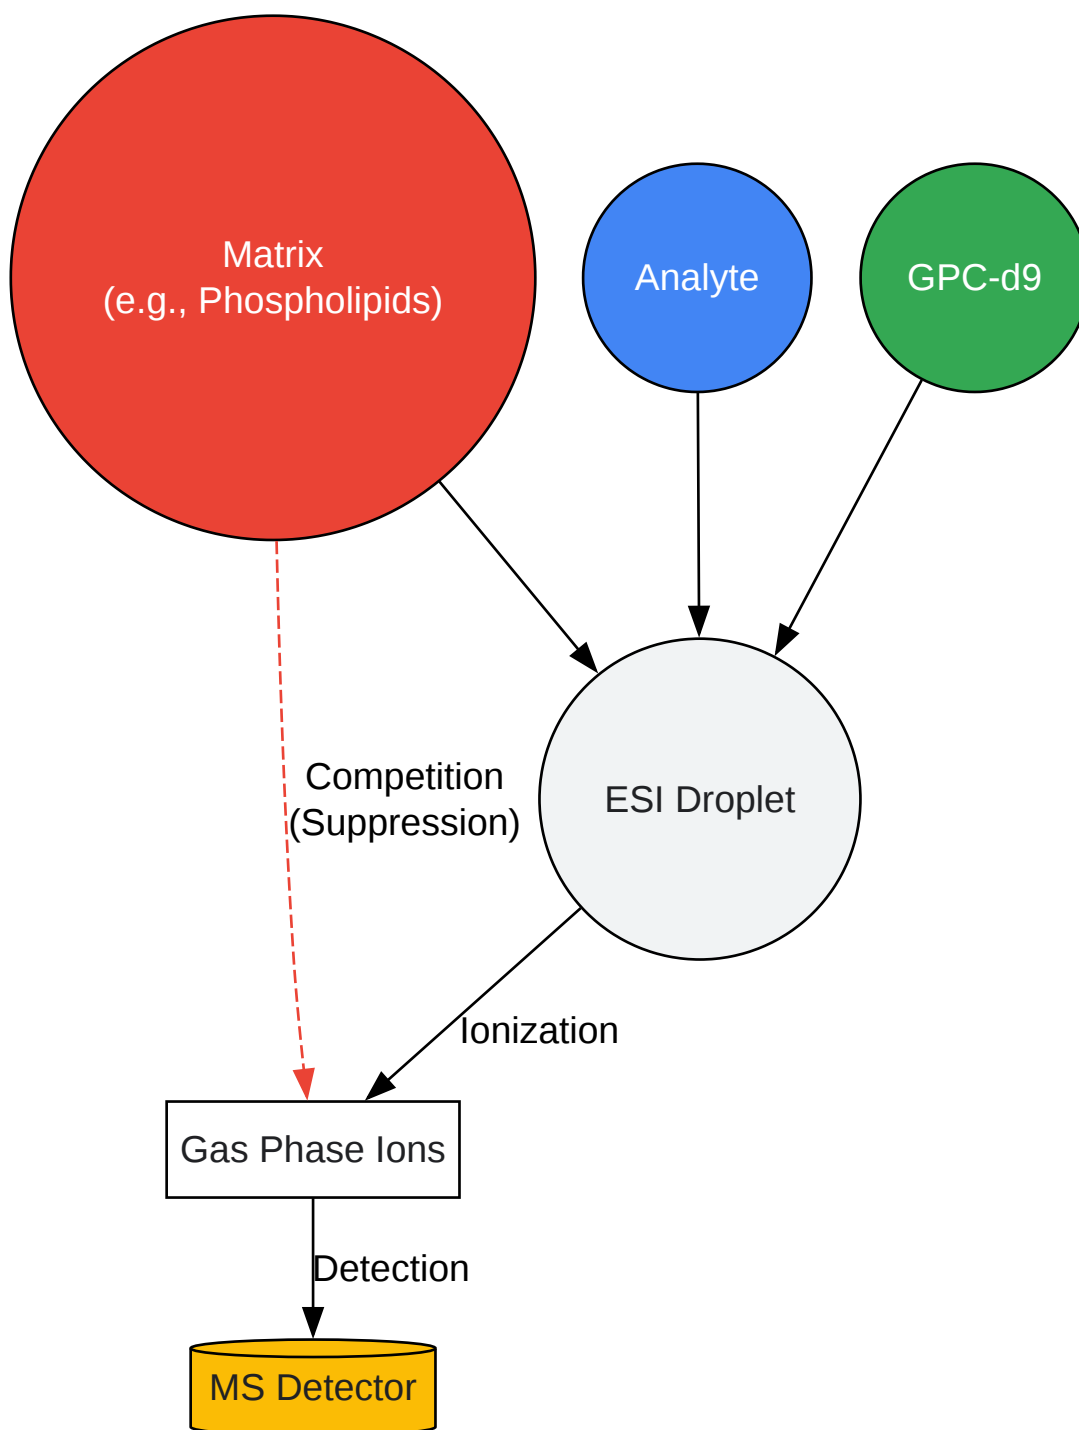 Matrix
(e.g., Phospholipids)
Analyte
GPC-d9
Competition
(Suppression)
ESI Droplet
Ionization
Gas Phase Ions
Detection
MS Detector